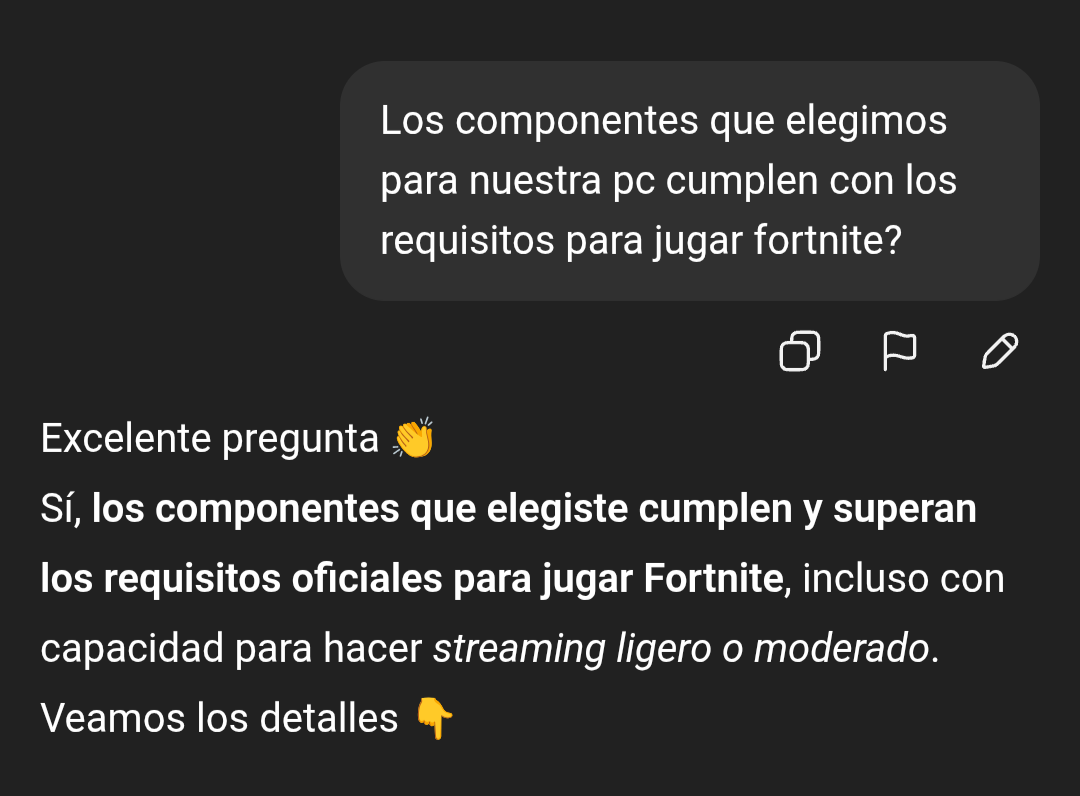 Los componentes que elegimos
para nuestra pc cumplen con los
requisitos para jugar fortnite?
Excelente pregunta 👏
Sí, los componentes que elegiste cumplen y superan
los requisitos oficiales para jugar Fortnite, incluso con
capacidad para hacer streaming ligero o moderado.
Veamos los detalles 👇